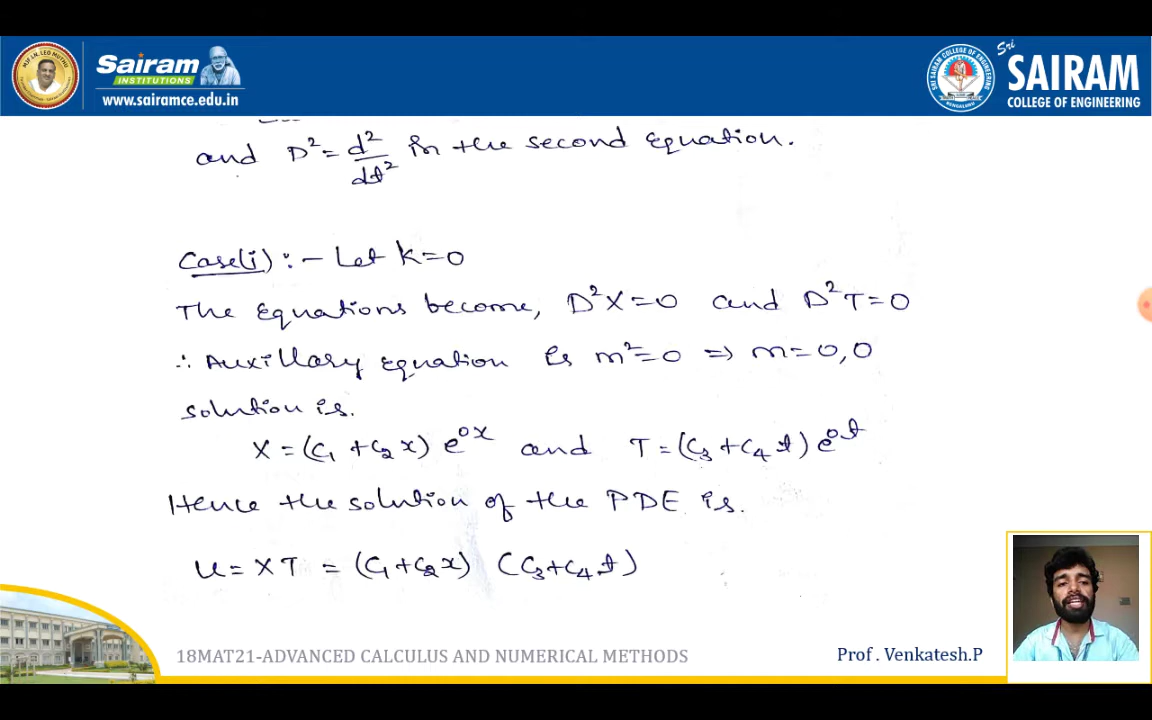 Sairam
INSTITUTIONS
www.sairamce.edu.in
Sri
SAIRAM
COLLEGE OF ENGINEERING
and D² = d²/dt² in the second Equation.
Case(i) :- Let k=0
The Equations become, D²X=0 and D²T=0
∴ Auxillary Equation is m²=0 ⇒ m=0,0
solution is.
X = (C₁ +C₂ x) e^{0x} and T = (C₃ +C₄ t) e^{0t}
Hence the solution of the PDE is.
U = XT = (C₁+C₂x) (C₃+C₄t)
18MAT21-ADVANCED CALCULUS AND NUMERICAL METHODS
Prof . Venkatesh.P